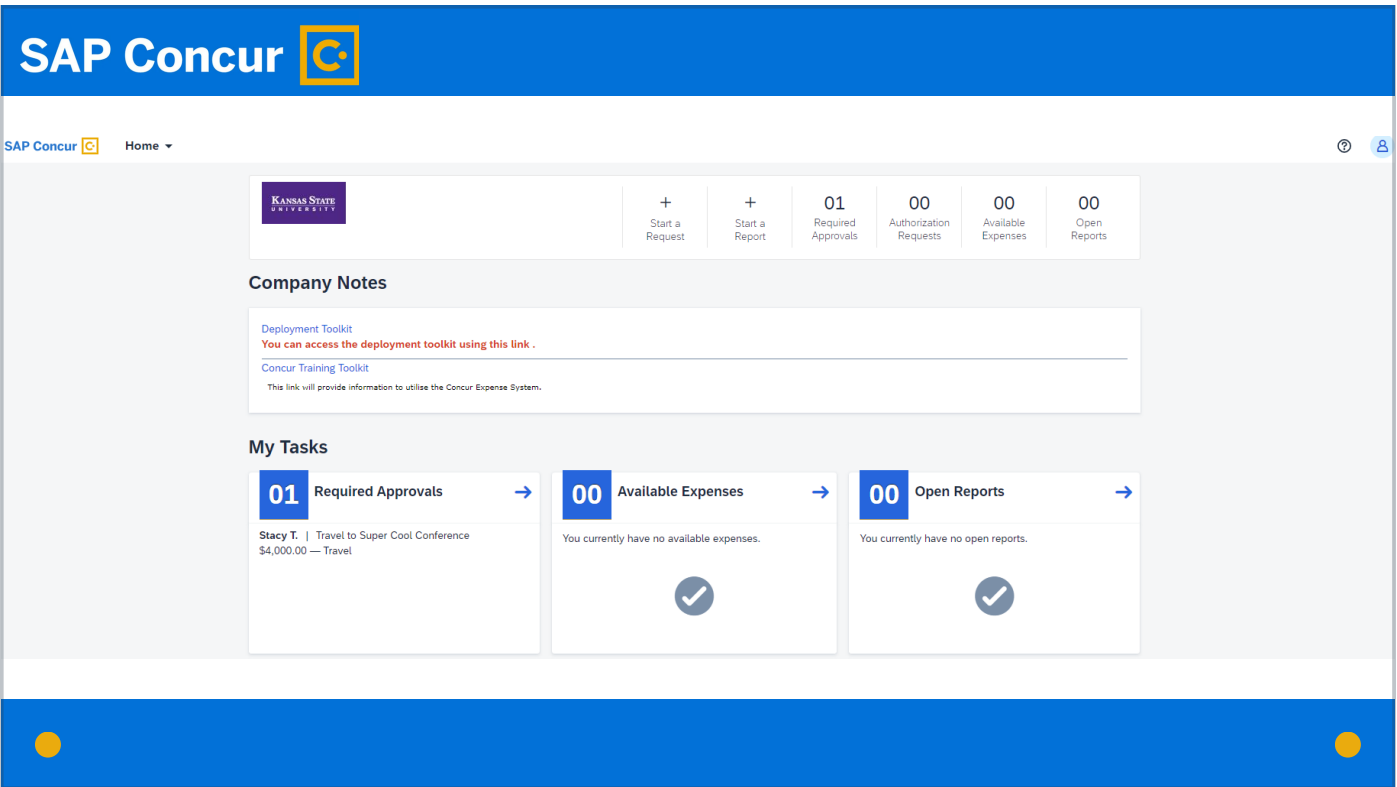 SAP Concur C
SAP Concur C Home
KANSAS STATE
UNIVERSITY
+
Start a
Request
+
Start a
Report
01
Required
Approvals
00
Authorization
Requests
00
Available
Expenses
00
Open
Reports
Company Notes
Deployment Toolkit
You can access the deployment toolkit using this link .
Concur Training Toolkit
This link will provide information to utilise the Concur Expense System.
My Tasks
01 Required Approvals
Stacy T. | Travel to Super Cool Conference
$4,000.00 — Travel
00 Available Expenses
You currently have no available expenses.
00 Open Reports
You currently have no open reports.